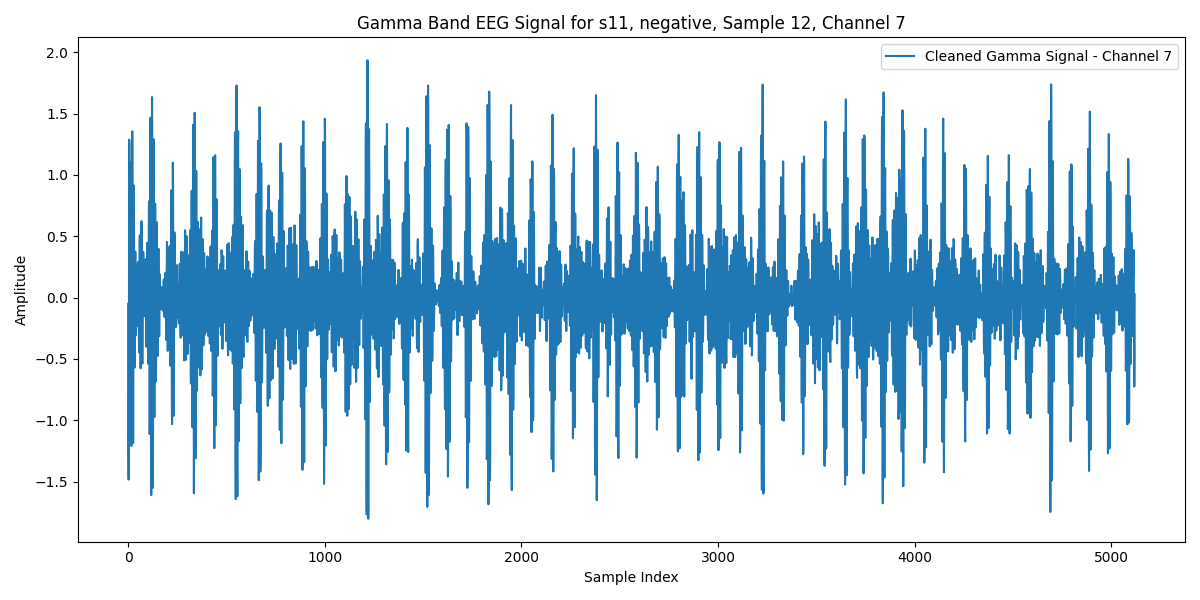 Gamma Band EEG Signal for s11, negative, Sample 12, Channel 7
Cleaned Gamma Signal - Channel 7
2.0
1.5
1.0
0.5
0.0
−0.5
−1.0
−1.5
Amplitude
0 1000 2000 3000 4000 5000
Sample Index